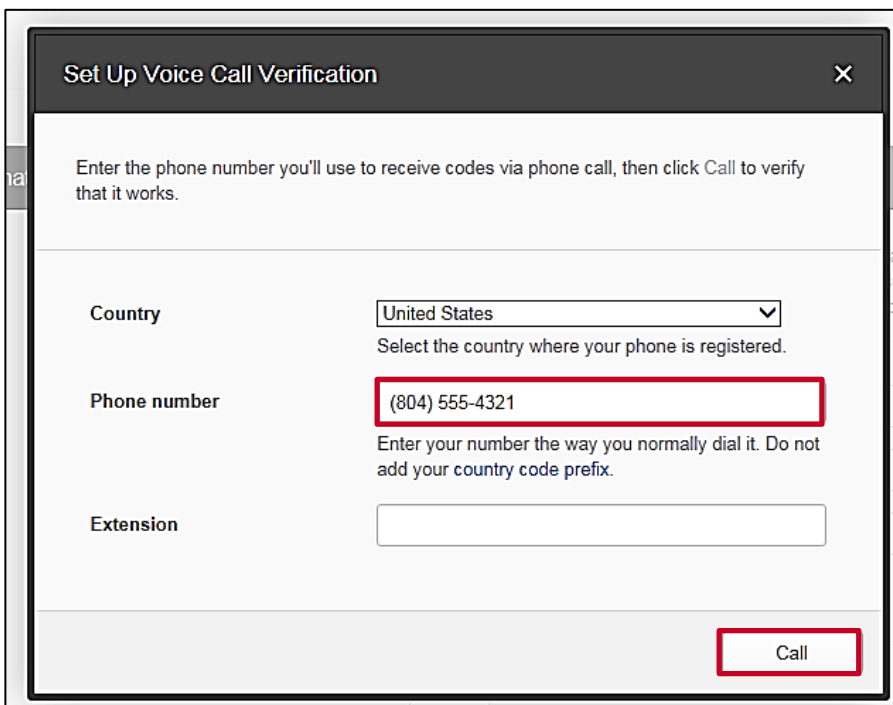 Set Up Voice Call Verification
Enter the phone number you'll use to receive codes via phone call, then click Call to verify
that it works.
Country
United States
Select the country where your phone is registered.
Phone number
(804) 555-4321
Enter your number the way you normally dial it. Do not
add your country code prefix.
Extension
Call